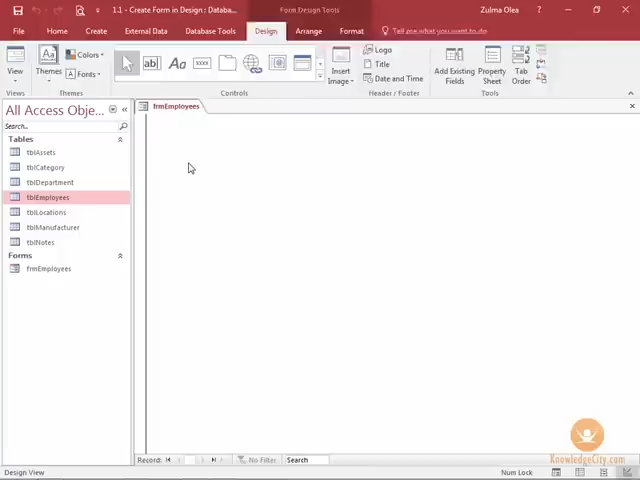 1.1 - Create Form in Design : Databa...
Form Design Tools
Zulma Olea
File
Home
Create
External Data
Database Tools
Design
Arrange
Format
Tell me what you want to do
View
Themes
Colors
Fonts
ab|
Aa
XXXX
Insert Image
Logo
Title
Date and Time
Add Existing Fields
Property Sheet
Tab Order
Views
Themes
Controls
Header / Footer
Tools
All Access Obje...
frmEmployees
Search...
Tables
tblAssets
tblCategory
tblDepartment
tblEmployees
tblLocations
tblManufacturer
tblNotes
Forms
frmEmployees
Record:
No Filter
Search
KnowledgeCity.com
Design View
Num Lock